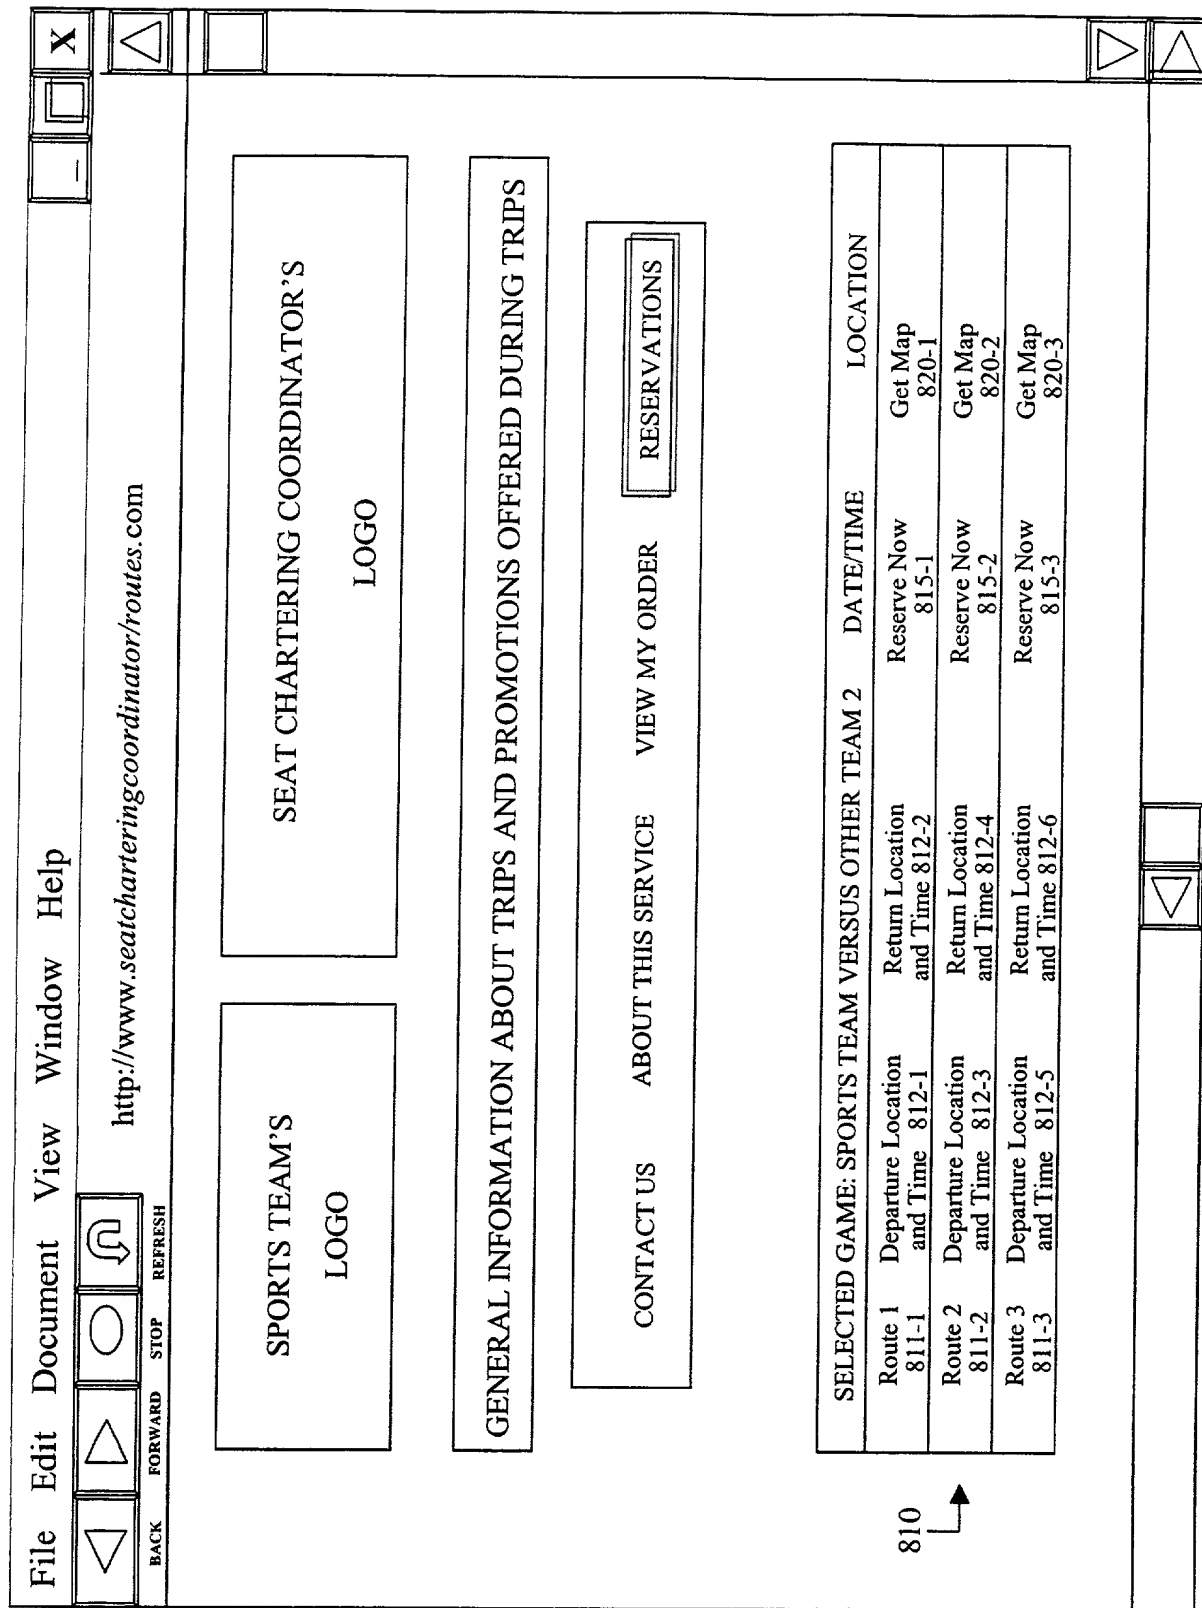 File Edit Document View Window Help X
BACK FORWARD STOP REFRESH
http://www.seatcharteringcoordinator/routes.com
SPORTS TEAM'S
LOGO
SEAT CHARTERING COORDINATOR'S
LOGO
GENERAL INFORMATION ABOUT TRIPS AND PROMOTIONS OFFERED DURING TRIPS
CONTACT US ABOUT THIS SERVICE VIEW MY ORDER RESERVATIONS
810
SELECTED GAME: SPORTS TEAM VERSUS OTHER TEAM 2 DATE/TIME LOCATION
Route 1 Departure Location Return Location Reserve Now Get Map
811-1 and Time 812-1 and Time 812-2 815-1 820-1
Route 2 Departure Location Return Location Reserve Now Get Map
811-2 and Time 812-3 and Time 812-4 815-2 820-2
Route 3 Departure Location Return Location Reserve Now Get Map
811-3 and Time 812-5 and Time 812-6 815-3 820-3